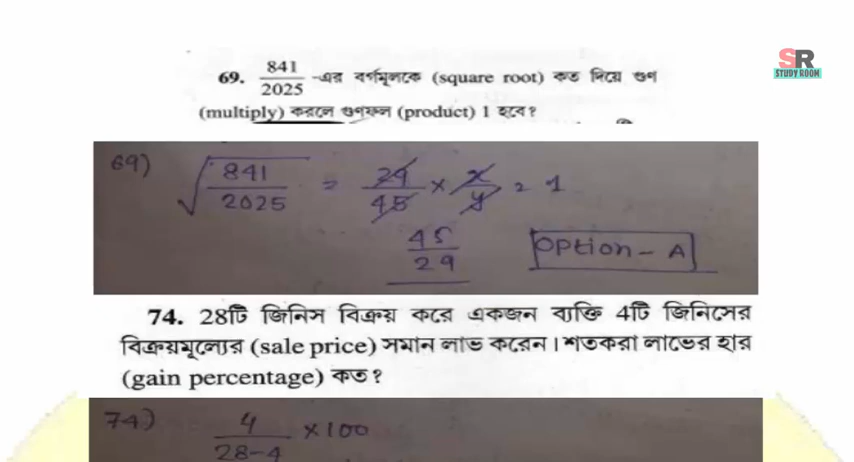 SR
STUDY ROOM
69. 841/2025 -এর বর্গমূলকে (square root) কত দিয়ে গুণ
(multiply) করলে গুণফল (product) 1 হবে?
69) √841/2025 = 29/45 × x/y = 1
45/29 Option - A
74. 28টি জিনিস বিক্রয় করে একজন ব্যক্তি 4টি জিনিসের
বিক্রয়মূল্যের (sale price) সমান লাভ করেন। শতকরা লাভের হার
(gain percentage) কত?
74) 4/28-4 ×100